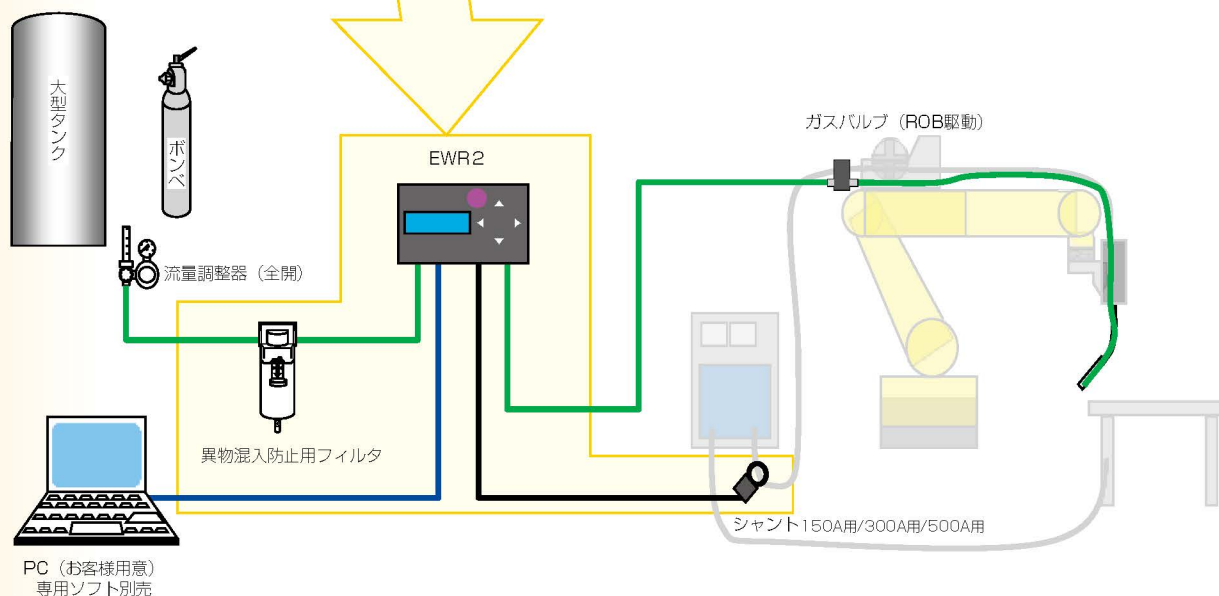 大型タンク
ボンベ
EWR2
ガスバルブ（ROB駆動）
流量調整器（全開）
異物混入防止用フィルタ
シャント150A用/300A用/500A用
PC（お客様用意）
専用ソフト別売